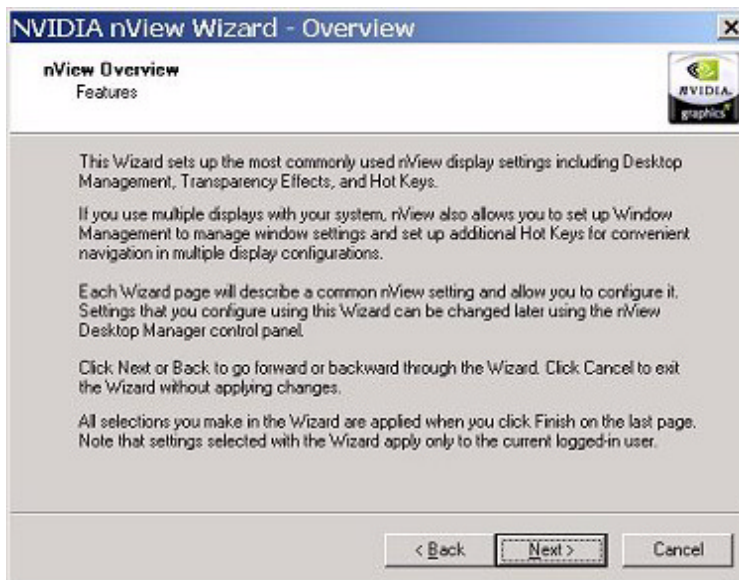 NVIDIA nView Wizard - Overview
nView Overview
Features
NVIDIA.
graphics
This Wizard sets up the most commonly used nView display settings including Desktop
Management, Transparency Effects, and Hot Keys.
If you use multiple displays with your system, nView also allows you to set up Window
Management to manage window settings and set up additional Hot Keys for convenient
navigation in multiple display configurations.
Each Wizard page will describe a common nView setting and allow you to configure it.
Settings that you configure using this Wizard can be changed later using the nView
Desktop Manager control panel.
Click Next or Back to go forward or backward through the Wizard. Click Cancel to exit
the Wizard without applying changes.
All selections you make in the Wizard are applied when you click Finish on the last page.
Note that settings selected with the Wizard apply only to the current logged-in user.
< Back Next > Cancel